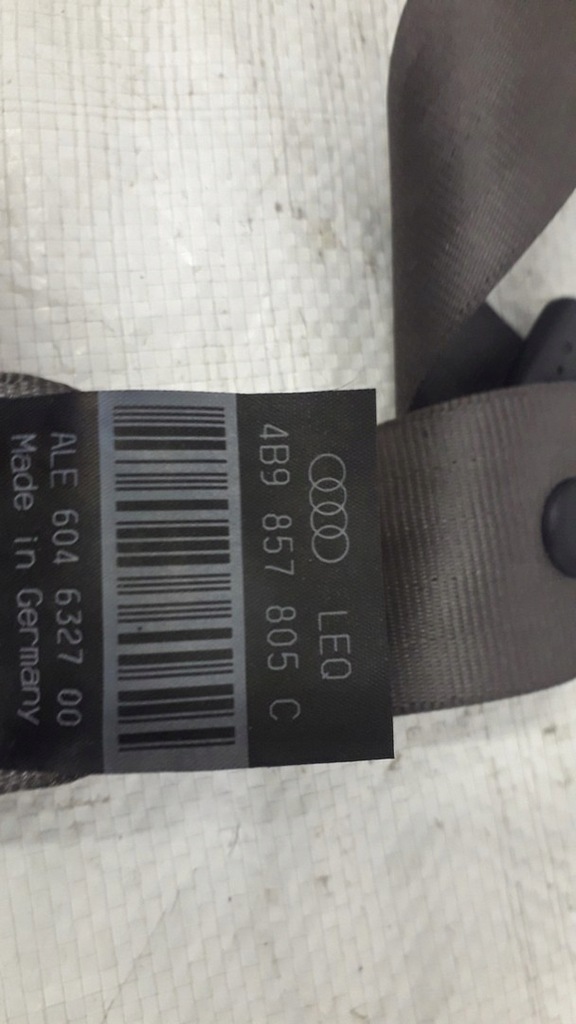 LEQ
4B9 857 805 C
ALE 604 6327 00
Made in Germany